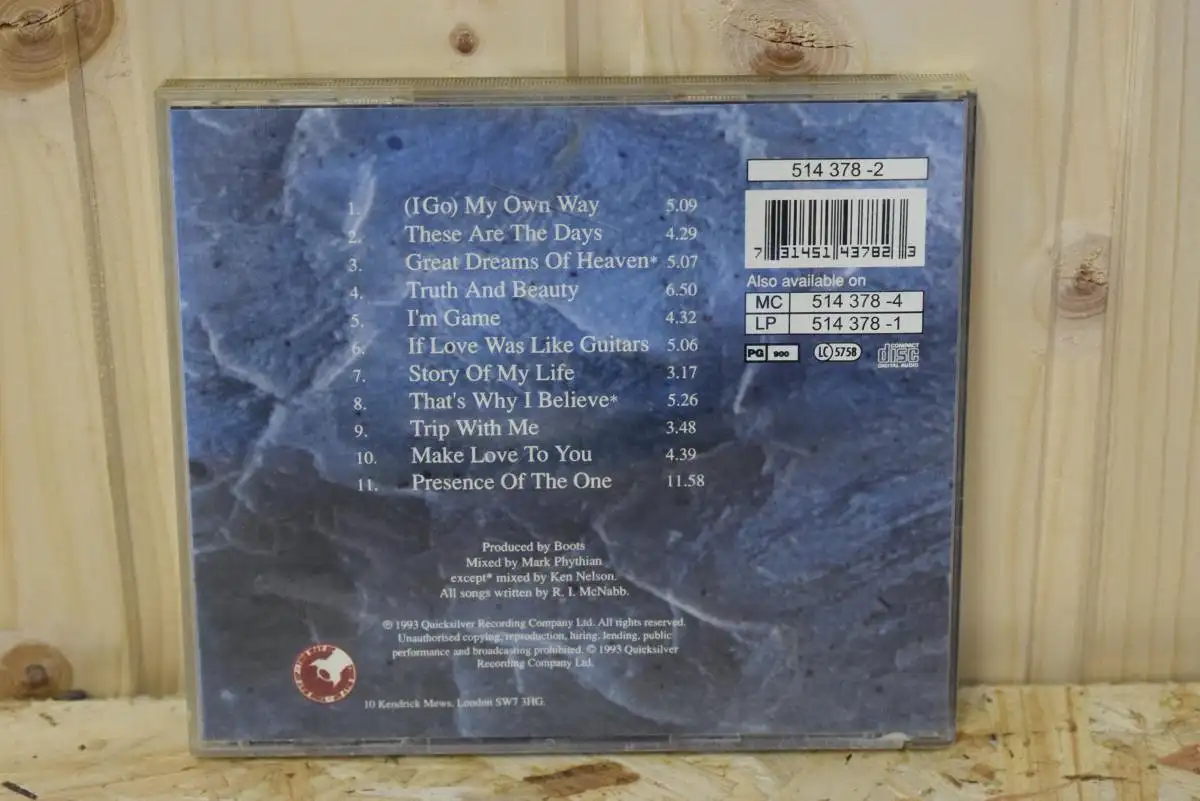 1. (I Go) My Own Way 5.09
2. These Are The Days 4.29
3. Great Dreams Of Heaven* 5.07
4. Truth And Beauty 6.50
5. I'm Game 4.32
6. If Love Was Like Guitars 5.06
7. Story Of My Life 3.17
8. That's Why I Believe* 5.26
9. Trip With Me 3.48
10. Make Love To You 4.39
11. Presence Of The One 11.58
Produced by Boots
Mixed by Mark Phythian
except* mixed by Ken Nelson.
All songs written by R. I. McNabb.
℗ 1993 Quicksilver Recording Company Ltd. All rights reserved.
Unauthorised copying, reproduction, hiring, lending, public
performance and broadcasting prohibited. © 1993 Quicksilver
Recording Company Ltd.
10 Kendrick Mews, London SW7 3HG.
514 378 -2
7 31451 43782 3
Also available on
MC 514 378 -4
LP 514 378 -1
PG 900
LC 5758
COMPACT
disc
DIGITAL AUDIO